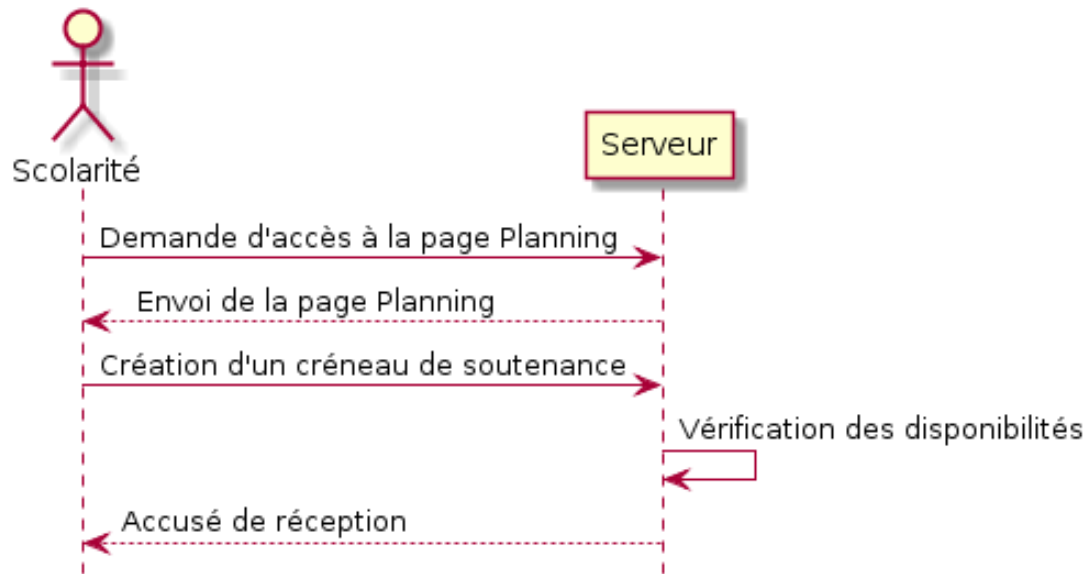 Scolarité
Serveur
Demande d'accès à la page Planning
Envoi de la page Planning
Création d'un créneau de soutenance
Vérification des disponibilités
Accusé de réception